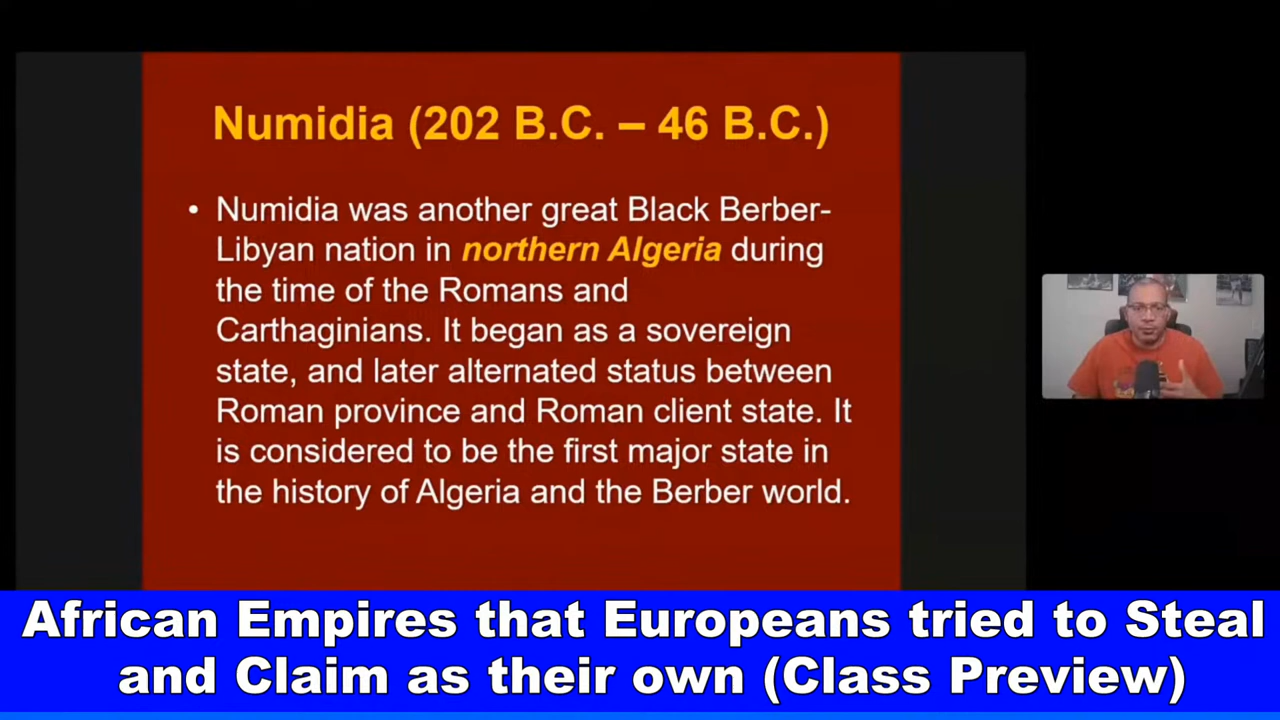 Numidia (202 B.C. – 46 B.C.)
• Numidia was another great Black Berber-
Libyan nation in northern Algeria during
the time of the Romans and
Carthaginians. It began as a sovereign
state, and later alternated status between
Roman province and Roman client state. It
is considered to be the first major state in
the history of Algeria and the Berber world.
African Empires that Europeans tried to Steal
and Claim as their own (Class Preview)